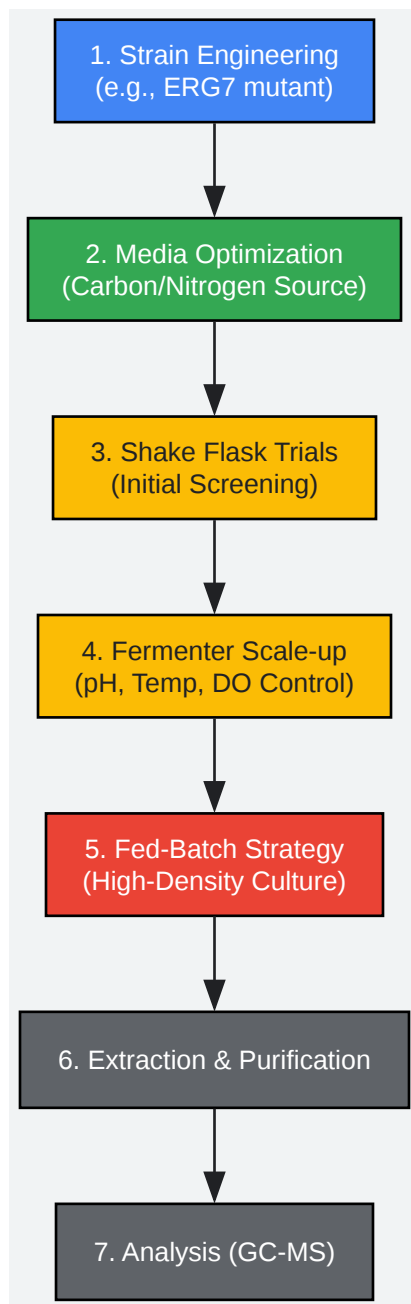 1. Strain Engineering
(e.g., ERG7 mutant)
2. Media Optimization
(Carbon/Nitrogen Source)
3. Shake Flask Trials
(Initial Screening)
4. Fermenter Scale-up
(pH, Temp, DO Control)
5. Fed-Batch Strategy
(High-Density Culture)
6. Extraction & Purification
7. Analysis (GC-MS)